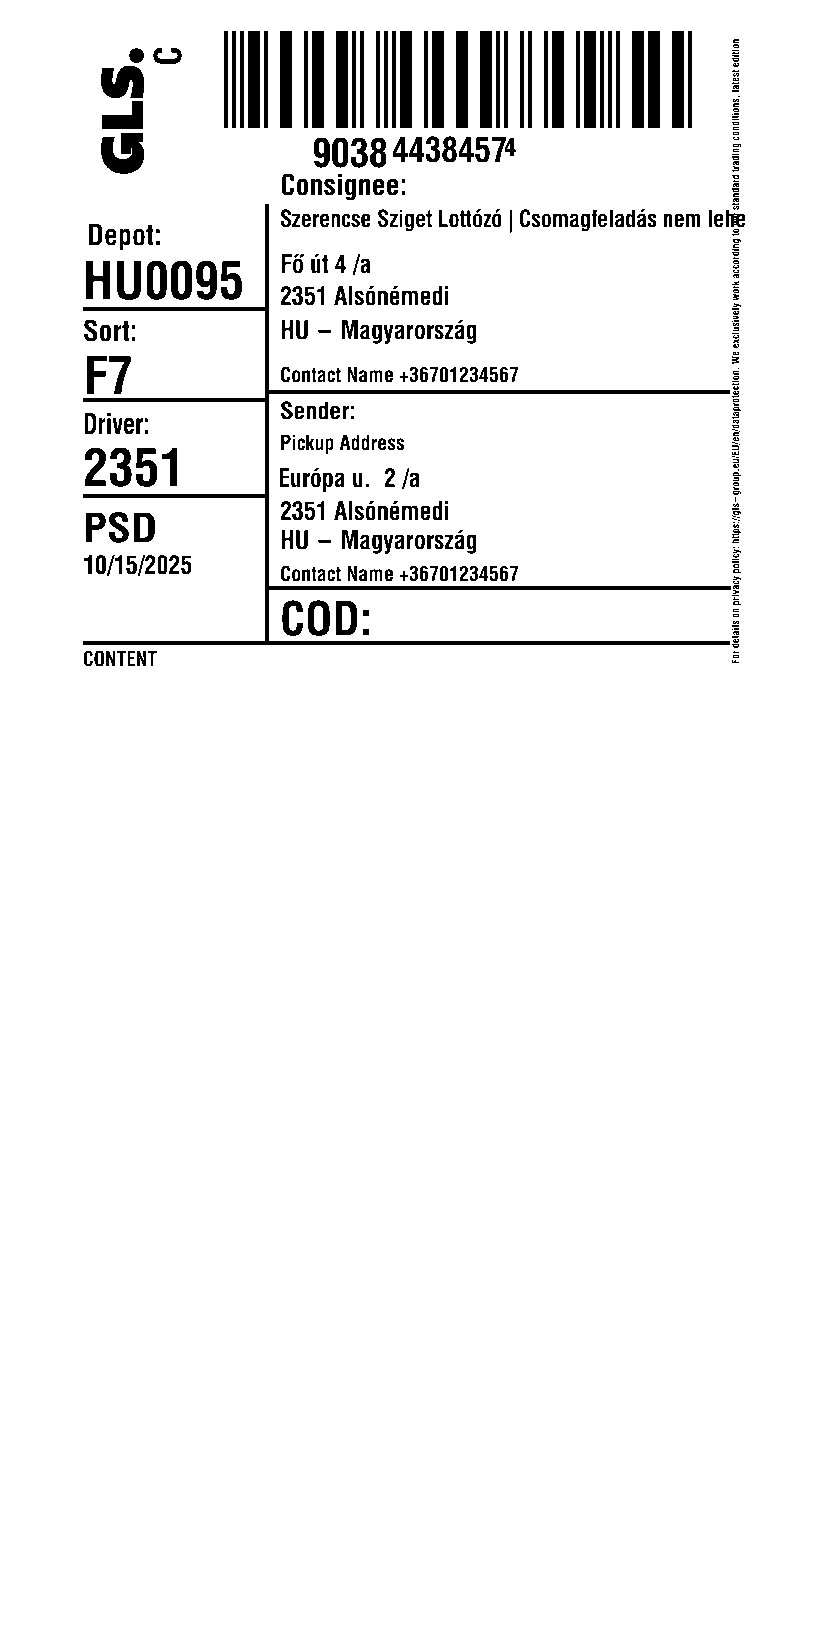 GLS.
C
9038 44384574
Consignee:
Szerencse Sziget Lottózó | Csomagfeladás nem lehe
Fő út 4 /a
2351 Alsónémedi
HU – Magyarország
Contact Name +36701234567
Depot:
HU0095
Sort:
F7
Driver:
2351
PSD
10/15/2025
Sender:
Pickup Address
Európa u. 2 /a
2351 Alsónémedi
HU – Magyarország
Contact Name +36701234567
COD:
CONTENT
For details on privacy policy: https://gls-group.eu/EU/en/dataprotection. We exclusively work according to standard trading conditions, latest edition